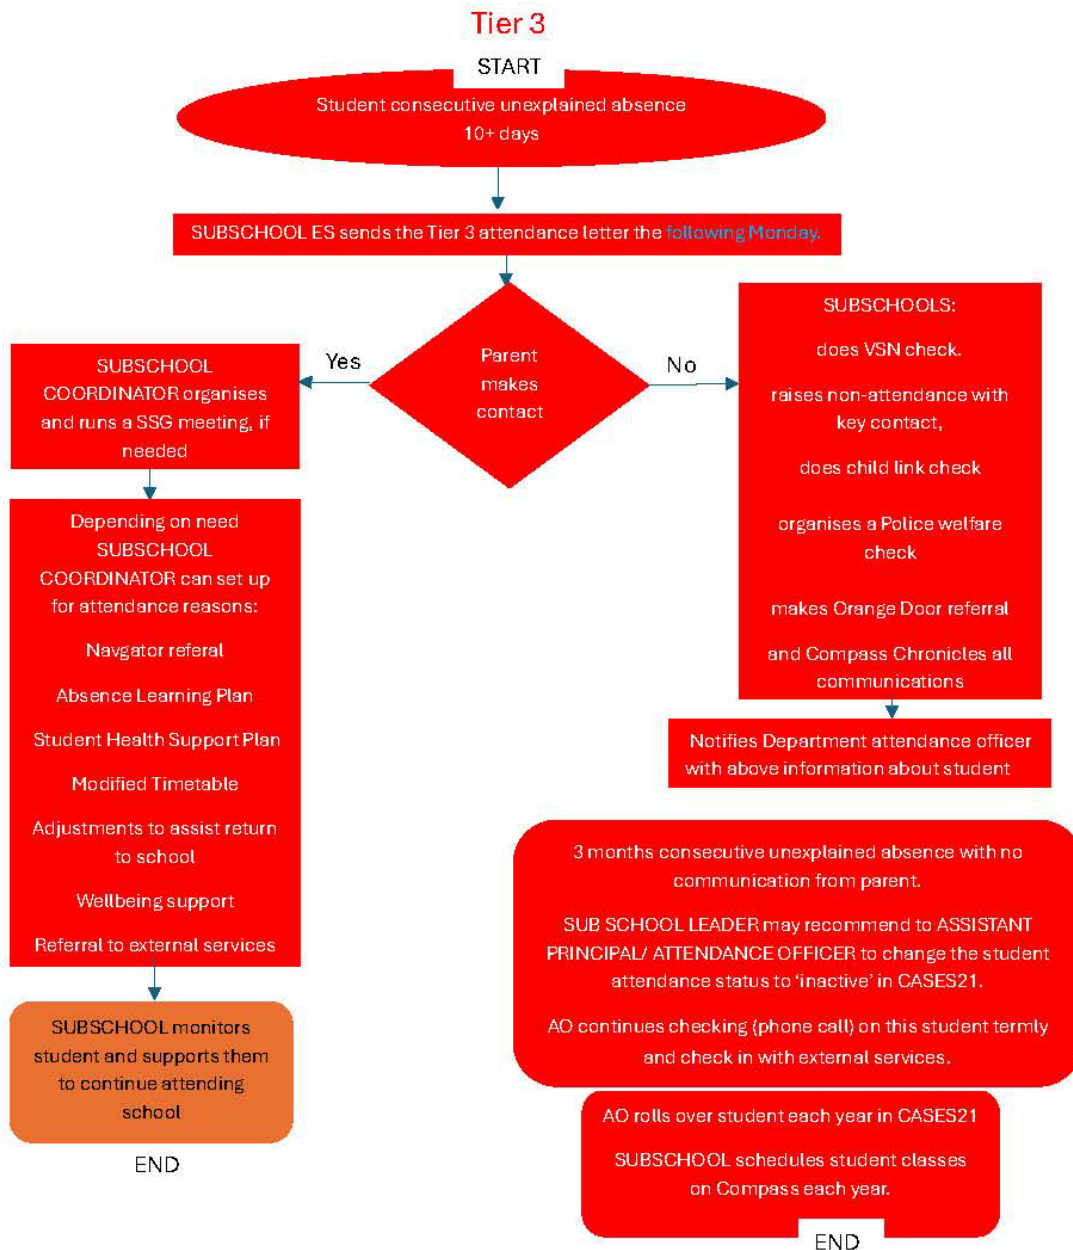 Tier 3
START
Student consecutive unexplained absence
10+ days
SUBSCHOOL ES sends the Tier 3 attendance letter the following Monday.
Parent
makes
contact
Yes
No
SUBSCHOOL
COORDINATOR organises
and runs a SSG meeting, if
needed
Depending on need
SUBSCHOOL
COORDINATOR can set up
for attendance reasons:
Navgator referal
Absence Learning Plan
Student Health Support Plan
Modified Timetable
Adjustments to assist return
to school
Wellbeing support
Referral to external services
SUBSCHOOL monitors
student and supports them
to continue attending
school
END
SUBSCHOOLS:
does VSN check.
raises non-attendance with
key contact,
does child link check
organises a Police welfare
check
makes Orange Door referral
and Compass Chronicles all
communications
Notifies Department attendance officer
with above information about student
3 months consecutive unexplained absence with no
communication from parent.
SUB SCHOOL LEADER may recommend to ASSISTANT
PRINCIPAL/ ATTENDANCE OFFICER to change the student
attendance status to ‘inactive’ in CASES21.
AO continues checking (phone call) on this student termly
and check in with external services.
AO rolls over student each year in CASES21
SUBSCHOOL schedules student classes
on Compass each year.
END